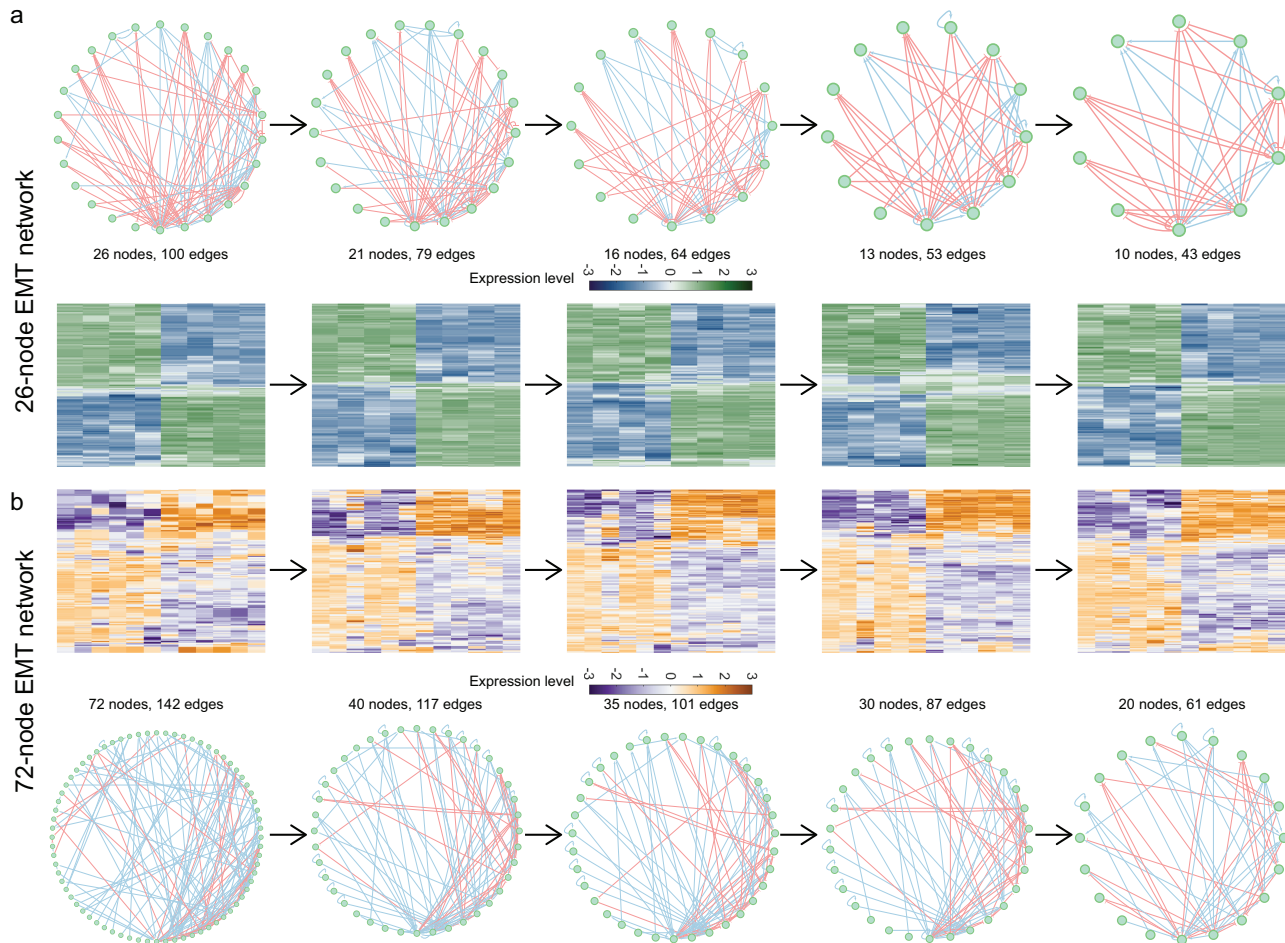 a
26-node EMT network
26 nodes, 100 edges
21 nodes, 79 edges
16 nodes, 64 edges
13 nodes, 53 edges
10 nodes, 43 edges
Expression level
-3 -2 -1 0 1 2 3
b
72-node EMT network
Expression level
-3 -2 -1 0 1 2 3
72 nodes, 142 edges
40 nodes, 117 edges
35 nodes, 101 edges
30 nodes, 87 edges
20 nodes, 61 edges